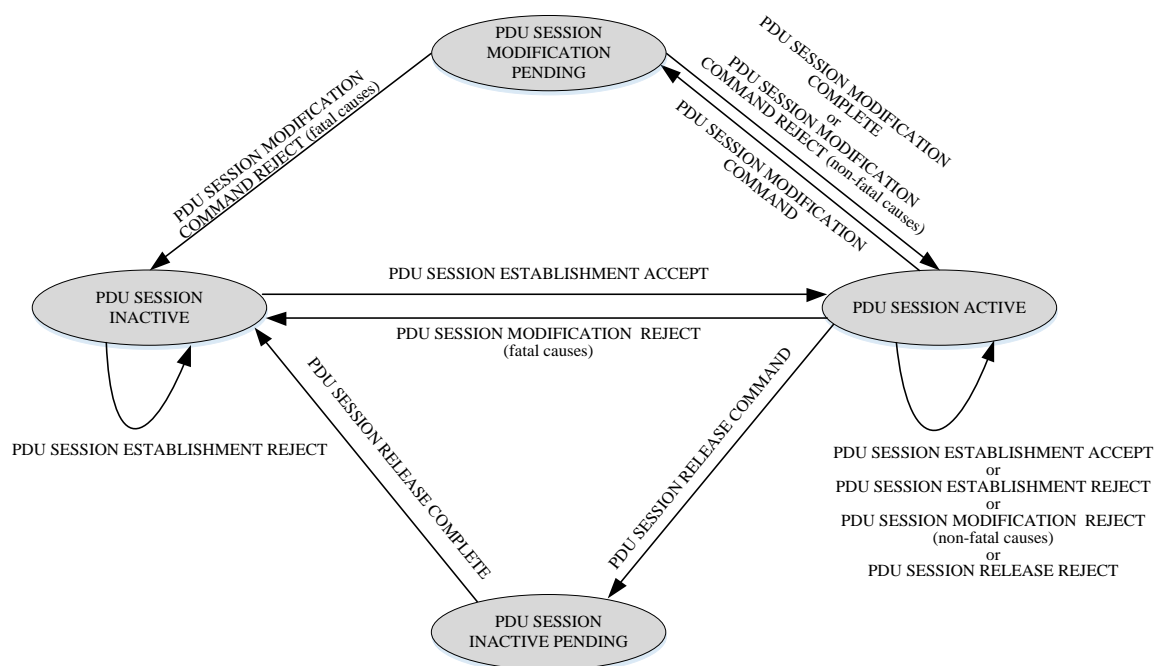 PDU SESSION
MODIFICATION
PENDING
PDU SESSION MODIFICATION
COMPLETE
or
PDU SESSION MODIFICATION
COMMAND REJECT (non-fatal causes)
PDU SESSION MODIFICATION
COMMAND
PDU SESSION MODIFICATION
COMMAND REJECT (fatal causes)
PDU SESSION
INACTIVE
PDU SESSION ESTABLISHMENT ACCEPT
PDU SESSION ACTIVE
PDU SESSION MODIFICATION REJECT
(fatal causes)
PDU SESSION ESTABLISHMENT REJECT
PDU SESSION RELEASE COMPLETE
PDU SESSION RELEASE COMMAND
PDU SESSION ESTABLISHMENT ACCEPT
or
PDU SESSION ESTABLISHMENT REJECT
or
PDU SESSION MODIFICATION REJECT
(non-fatal causes)
or
PDU SESSION RELEASE REJECT
PDU SESSION
INACTIVE PENDING